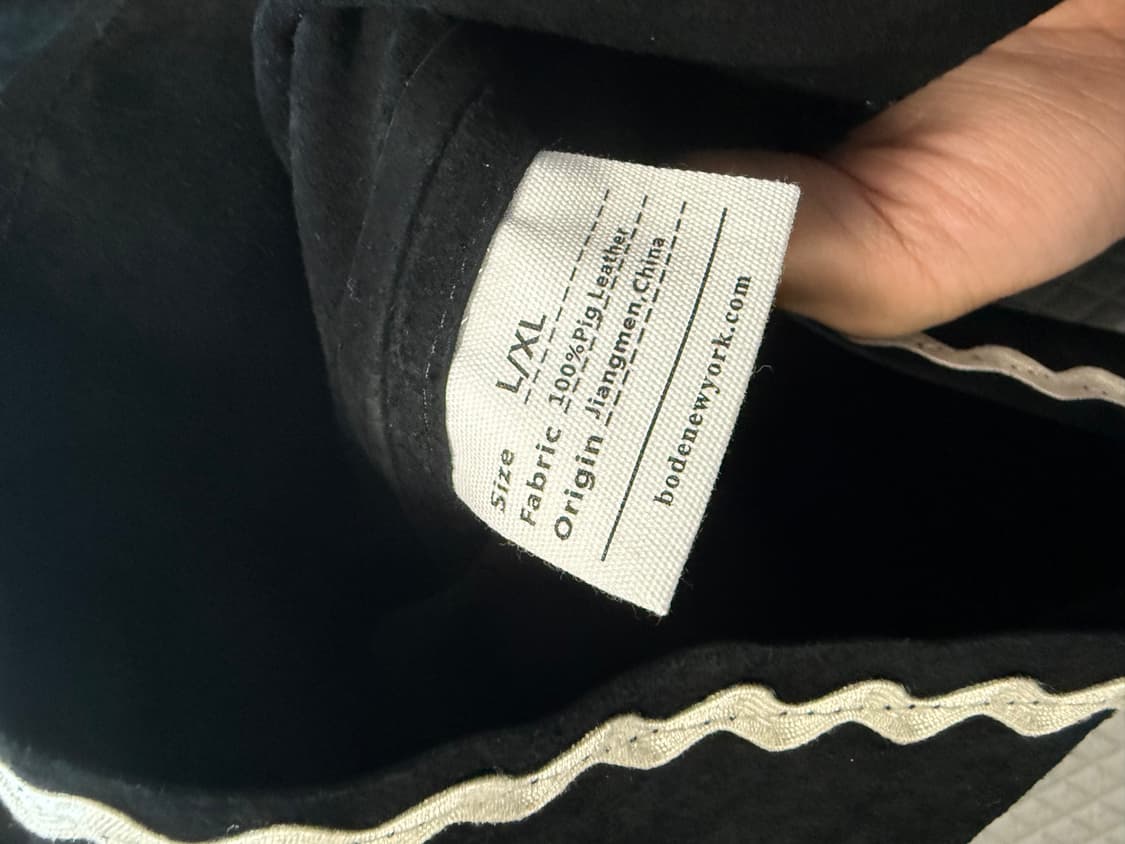 Size L/XL
Fabric 100%Pig Leather
Origin Jiangmen,China
bodenewyork.com